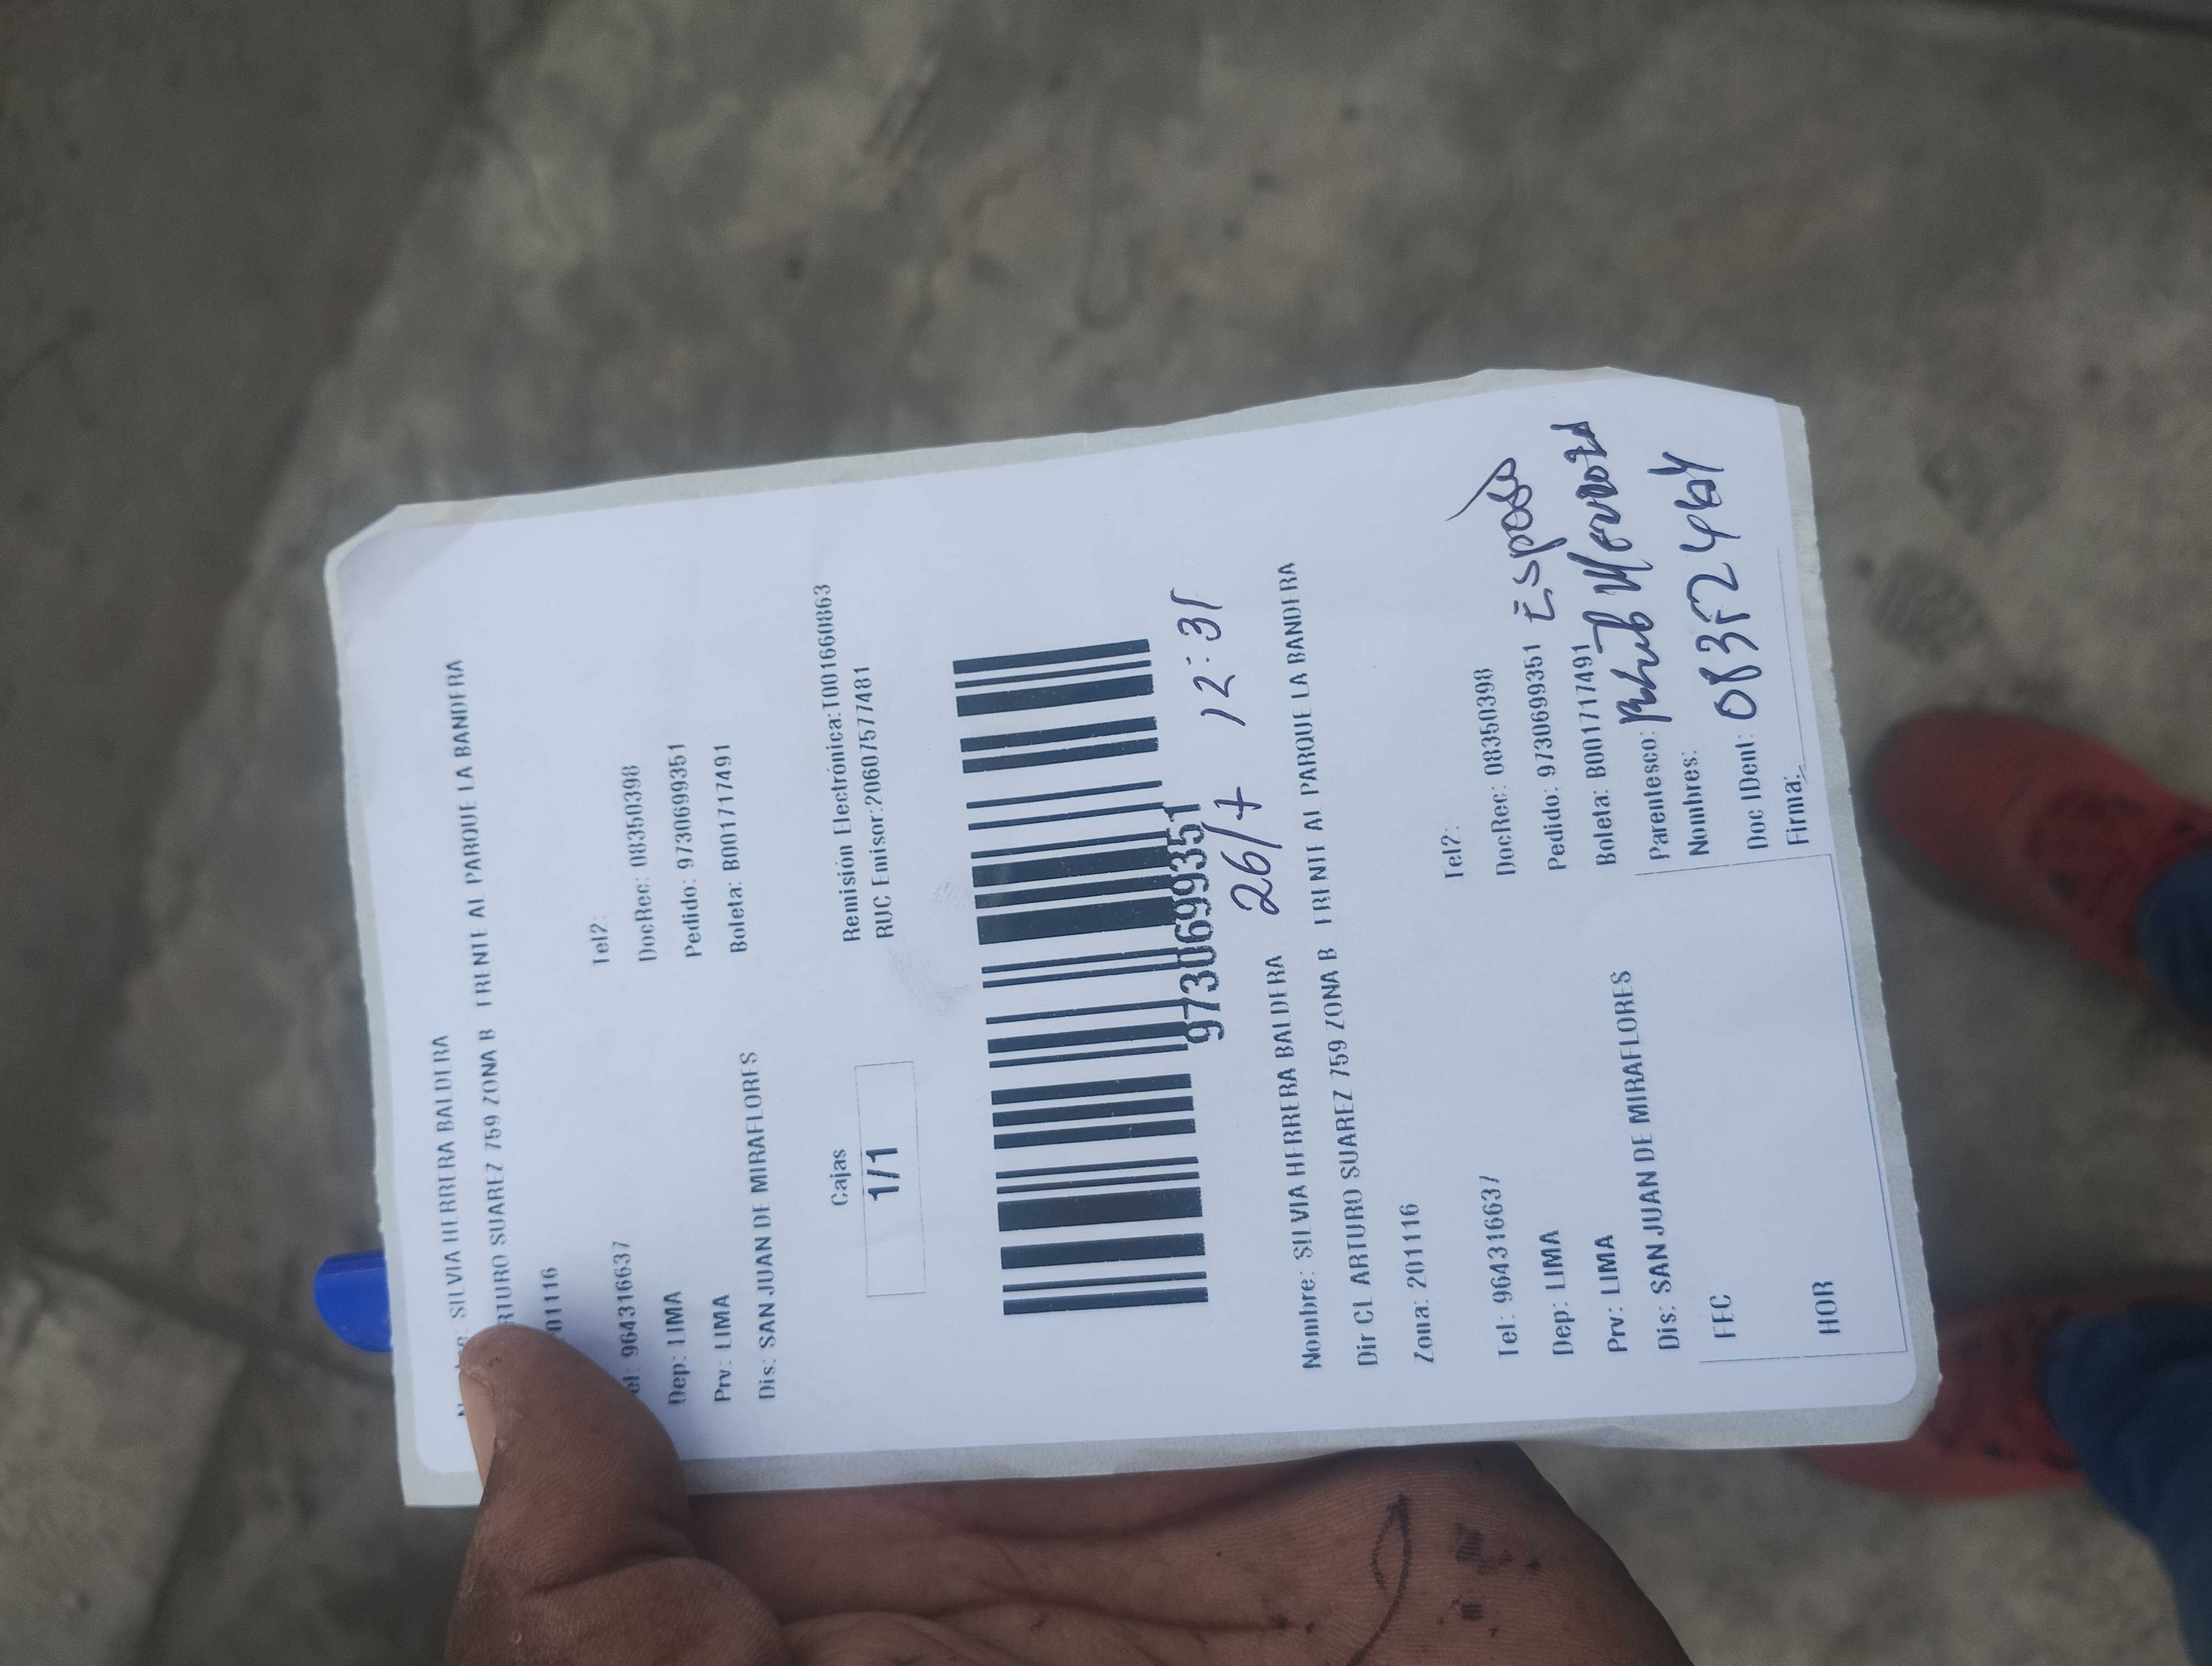 SILVIA HERRERA BALDERA
RTURO SUAREZ 759 ZONA B FRENTE AL PARQUE LA BANDERA
01116
Tel2:
el: 964316637
DocRec: 08350398
Dep: LIMA
Pedido: 9730699351
Prv: LIMA
Boleta: B001717491
Dis: SAN JUAN DE MIRAFLORES
Cajas
1/1
Remisión Electrónica:T001660863
RUC Emisor:20607577481
9730699351
26/7 12:35
Nombre: SILVIA HERRERA BALDERA
Dir CL ARTURO SUAREZ 759 ZONA B FRENTE AL PARQUE LA BANDERA
Zona: 201116
Tel2:
Tel: 964316637
DocRec: 08350398
Dep: LIMA
Pedido: 9730699351 Esposo
Prv: LIMA
Boleta: B001717491
Dis: SAN JUAN DE MIRAFLORES
Parentesco: Mendoza
FEC
Nombres:
Doc IDent:
HOR
Firma: